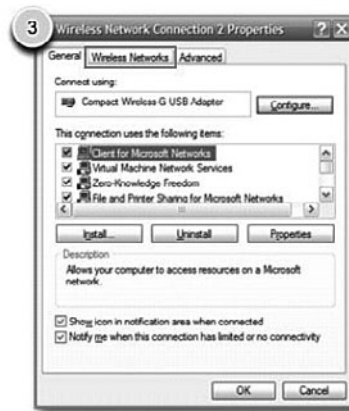 3
Wireless Network Connection 2 Properties
General Wireless Networks Advanced
Connect using:
Compact Wireless-G USB Adapter Configure...
This connection uses the following items:
Client for Microsoft Networks
Virtual Machine Network Services
Zero-Knowledge Freedom
File and Printer Sharing for Microsoft Networks
Install... Uninstall Properties
Description
Allows your computer to access resources on a Microsoft
network.
Show icon in notification area when connected
Notify me when this connection has limited or no connectivity
OK Cancel